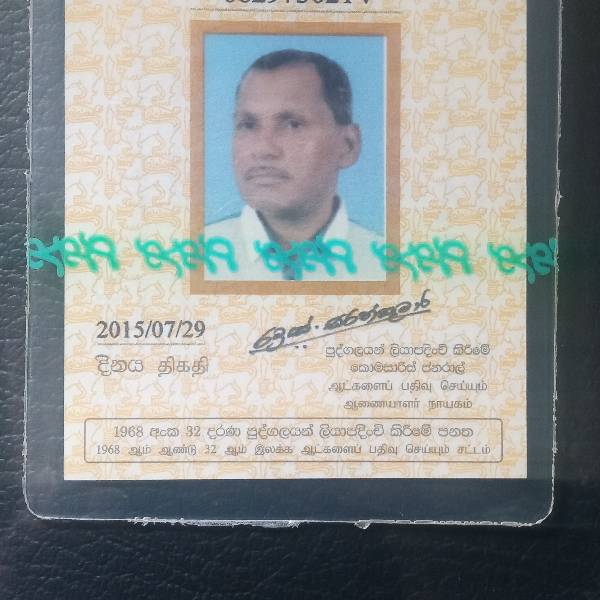 2015/07/29
දිනය திகதி
පුද්ගලයන් ලියාපදිංචි කිරීමේ
කොමසාරිස් ජනරාල්
ஆட்களைப் பதிவு செய்யும்
ஆணையாளர் நாயகம்
1968 අංක 32 දරණ පුද්ගලයන් ලියාපදිංචි කිරීමේ පනත
1968 ஆம் ஆண்டு 32 ஆம் இலக்க ஆட்களைப் பதிவு செய்யும் சட்டம்